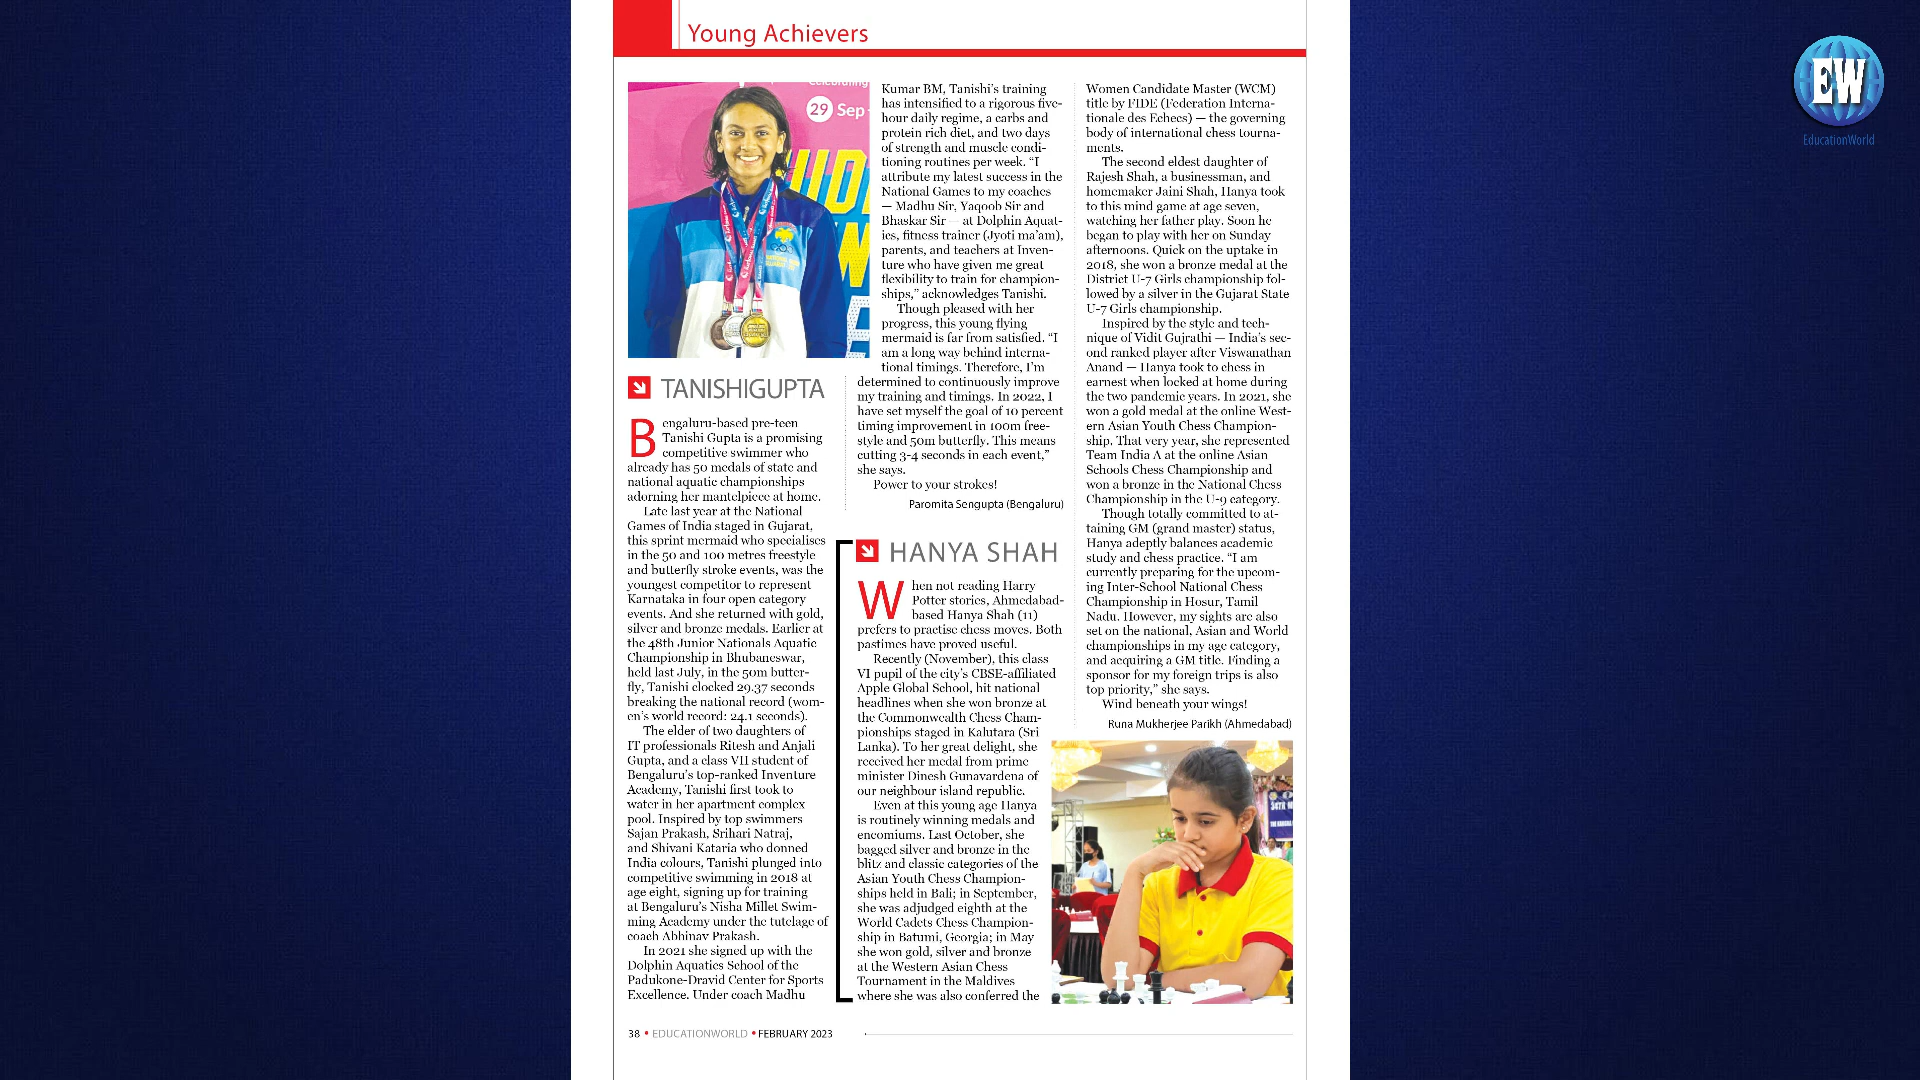 Young Achievers
29 Sep
TANISHI GUPTA
Bengaluru-based pre-teen
Tanishi Gupta is a promising
competitive swimmer who
already has 50 medals of state and
national aquatic championships
adorning her mantelpiece at home.
Late last year at the National
Games of India staged in Gujarat,
this sprint mermaid who specialises
in the 50 and 100 metres freestyle
and butterfly stroke events, was the
youngest competitor to represent
Karnataka in four open category
events. And she returned with gold,
silver and bronze medals. Earlier at
the 48th Junior Nationals Aquatic
Championship in Bhubaneswar,
held last July, in the 50m butter-
fly, Tanishi clocked 29.37 seconds
breaking the national record (wom-
en's world record: 24.1 seconds).
The elder of two daughters of
IT professionals Ritesh and Anjali
Gupta, and a class VII student of
Bengaluru's top-ranked Inventure
Academy, Tanishi first took to
water in her apartment complex
pool. Inspired by top swimmers
Sajan Prakash, Srihari Natraj,
and Shivani Kataria who donned
India colours, Tanishi plunged into
competitive swimming in 2018 at
age eight, signing up for training
at Bengaluru's Nisha Millet Swim-
ming Academy under the tutelage of
coach Abhinav Prakash.
In 2021 she signed up with the
Dolphin Aquatics School of the
Padukone-Dravid Center for Sports
Excellence. Under coach Madhu
Kumar BM, Tanishi's training
has intensified to a rigorous five-
hour daily regime, a carbs and
protein rich diet, and two days
of strength and muscle condi-
tioning routines per week. "I
attribute my latest success in the
National Games to my coaches
— Madhu Sir, Yaqoob Sir and
Bhaskar Sir — at Dolphin Aquat-
ics, fitness trainer (Jyoti ma'am),
parents, and teachers at Inven-
ture who have given me great
flexibility to train for champion-
ships," acknowledges Tanishi.
Though pleased with her
progress, this young flying
mermaid is far from satisfied. "I
am a long way behind interna-
tional timings. Therefore, I'm
determined to continuously improve
my training and timings. In 2022, I
have set myself the goal of 10 percent
timing improvement in 100m free-
style and 50m butterfly. This means
cutting 3-4 seconds in each event,"
she says.
Power to your strokes!
Paromita Sengupta (Bengaluru)
HANYA SHAH
When not reading Harry
Potter stories, Ahmedabad-
based Hanya Shah (11)
prefers to practise chess moves. Both
pastimes have proved useful.
Recently (November), this class
VI pupil of the city's CBSE-affiliated
Apple Global School, hit national
headlines when she won bronze at
the Commonwealth Chess Cham-
pionships staged in Kalutara (Sri
Lanka). To her great delight, she
received her medal from prime
minister Dinesh Gunavardena of
our neighbour island republic.
Even at this young age Hanya
is routinely winning medals and
encomiums. Last October, she
bagged silver and bronze in the
blitz and classic categories of the
Asian Youth Chess Champion-
ships held in Bali; in September,
she was adjudged eighth at the
World Cadets Chess Champion-
ship in Batumi, Georgia; in May
she won gold, silver and bronze
at the Western Asian Chess
Tournament in the Maldives
where she was also conferred the
Women Candidate Master (WCM)
title by FIDE (Federation Interna-
tionale des Echecs) — the governing
body of international chess tourna-
ments.
The second eldest daughter of
Rajesh Shah, a businessman, and
homemaker Jaini Shah, Hanya took
to this mind game at age seven,
watching her father play. Soon he
began to play with her on Sunday
afternoons. Quick on the uptake in
2018, she won a bronze medal at the
District U-7 Girls championship fol-
lowed by a silver in the Gujarat State
U-7 Girls championship.
Inspired by the style and tech-
nique of Vidit Gujrathi — India's sec-
ond ranked player after Viswanathan
Anand — Hanya took to chess in
earnest when locked at home during
the two pandemic years. In 2021, she
won a gold medal at the online West-
ern Asian Youth Chess Champion-
ship. That very year, she represented
Team India A at the online Asian
Schools Chess Championship and
won a bronze in the National Chess
Championship in the U-9 category.
Though totally committed to at-
taining GM (grand master) status,
Hanya adeptly balances academic
study and chess practice. "I am
currently preparing for the upcom-
ing Inter-School National Chess
Championship in Hosur, Tamil
Nadu. However, my sights are also
set on the national, Asian and World
championships in my age category,
and acquiring a GM title. Finding a
sponsor for my foreign trips is also
top priority," she says.
Wind beneath your wings!
Runa Mukherjee Parikh (Ahmedabad)
38 • EDUCATIONWORLD • FEBRUARY 2023
EW
EducationWorld